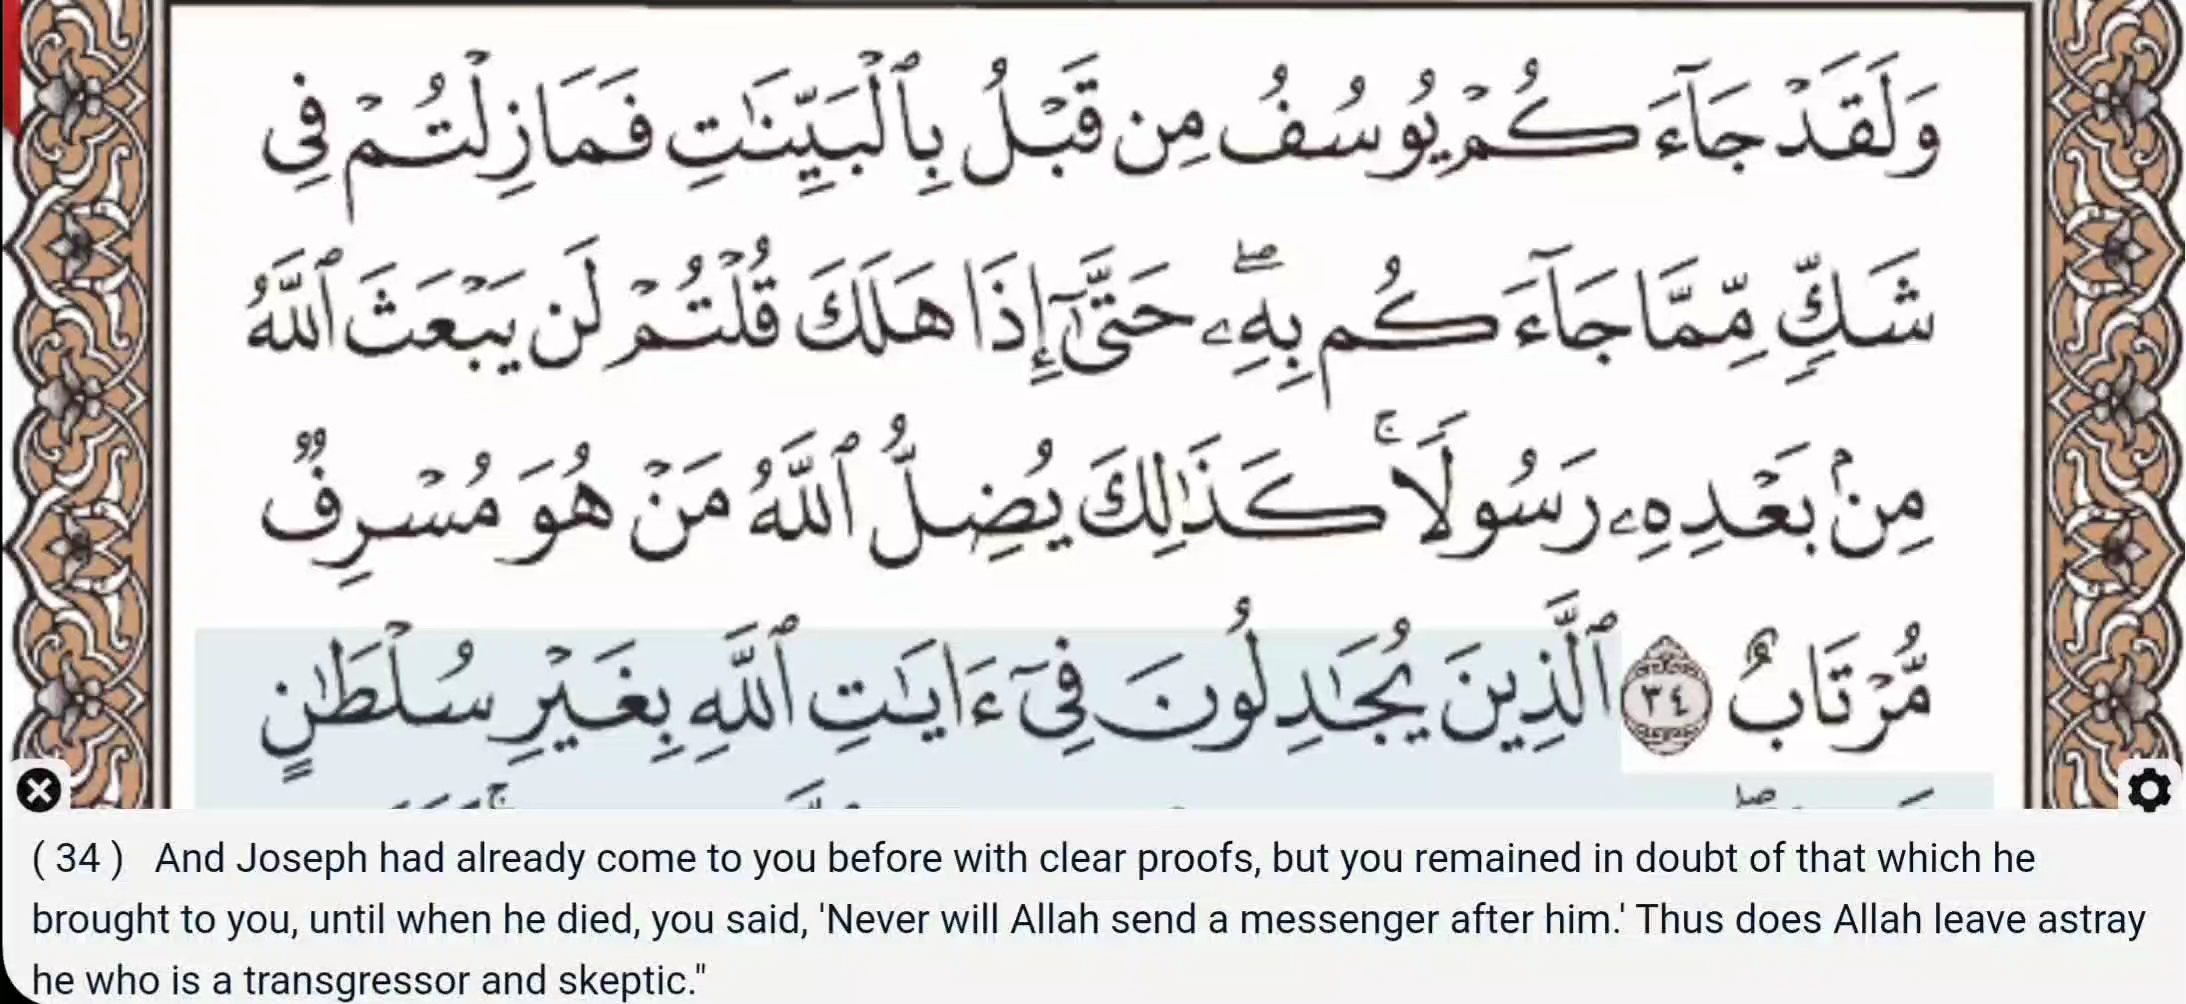 وَلَقَدْ جَآءَكُمْ يُوسُفُ مِن قَبْلُ بِٱلْبَيِّنَٰتِ فَمَا زِلْتُمْ فِى
شَكٍّ مِّمَّا جَآءَكُم بِهِۦۖ حَتَّىٰٓ إِذَا هَلَكَ قُلْتُمْ لَن يَبْعَثَ ٱللَّهُ
مِنۢ بَعْدِهِۦ رَسُولًاۚ كَذَٰلِكَ يُضِلُّ ٱللَّهُ مَنْ هُوَ مُسْرِفٌ
مُّرْتَابٌ ٣٤ ٱلَّذِينَ يُجَٰدِلُونَ فِىٓ ءَايَٰتِ ٱللَّهِ بِغَيْرِ سُلْطَٰنٍ
( 34 ) And Joseph had already come to you before with clear proofs, but you remained in doubt of that which he
brought to you, until when he died, you said, 'Never will Allah send a messenger after him.' Thus does Allah leave astray
he who is a transgressor and skeptic."